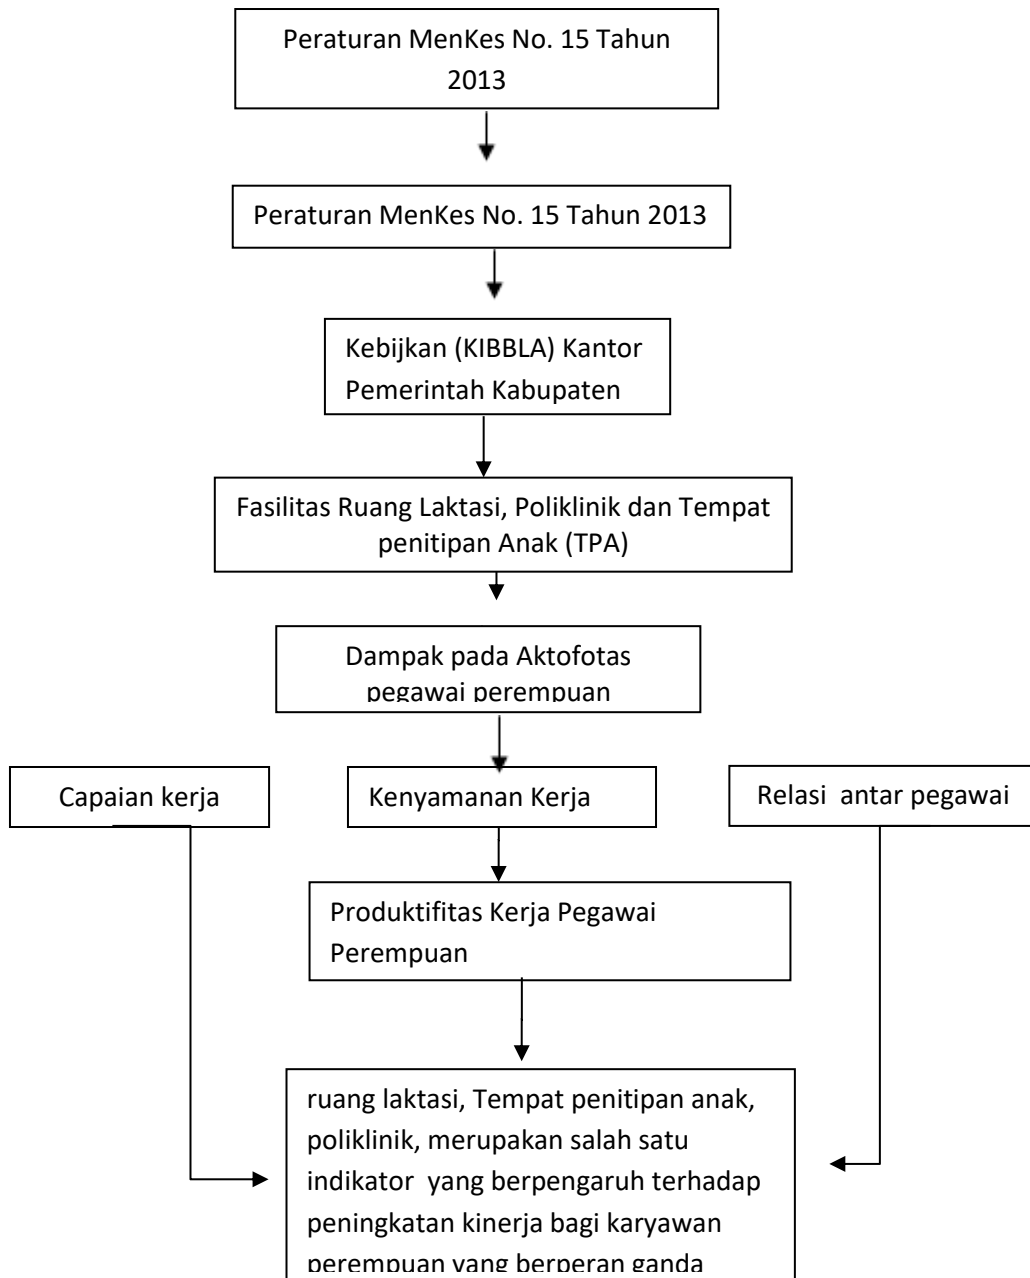 Peraturan MenKes No. 15 Tahun
2013
Peraturan MenKes No. 15 Tahun 2013
Kebijkan (KIBBLA) Kantor
Pemerintah Kabupaten
Fasilitas Ruang Laktasi, Poliklinik dan Tempat
penitipan Anak (TPA)
Dampak pada Aktofotas
pegawai perempuan
Capaian kerja
Kenyamanan Kerja
Relasi antar pegawai
Produktifitas Kerja Pegawai
Perempuan
ruang laktasi, Tempat penitipan anak,
poliklinik, merupakan salah satu
indikator yang berpengaruh terhadap
peningkatan kinerja bagi karyawan
perempuan yang berperan ganda